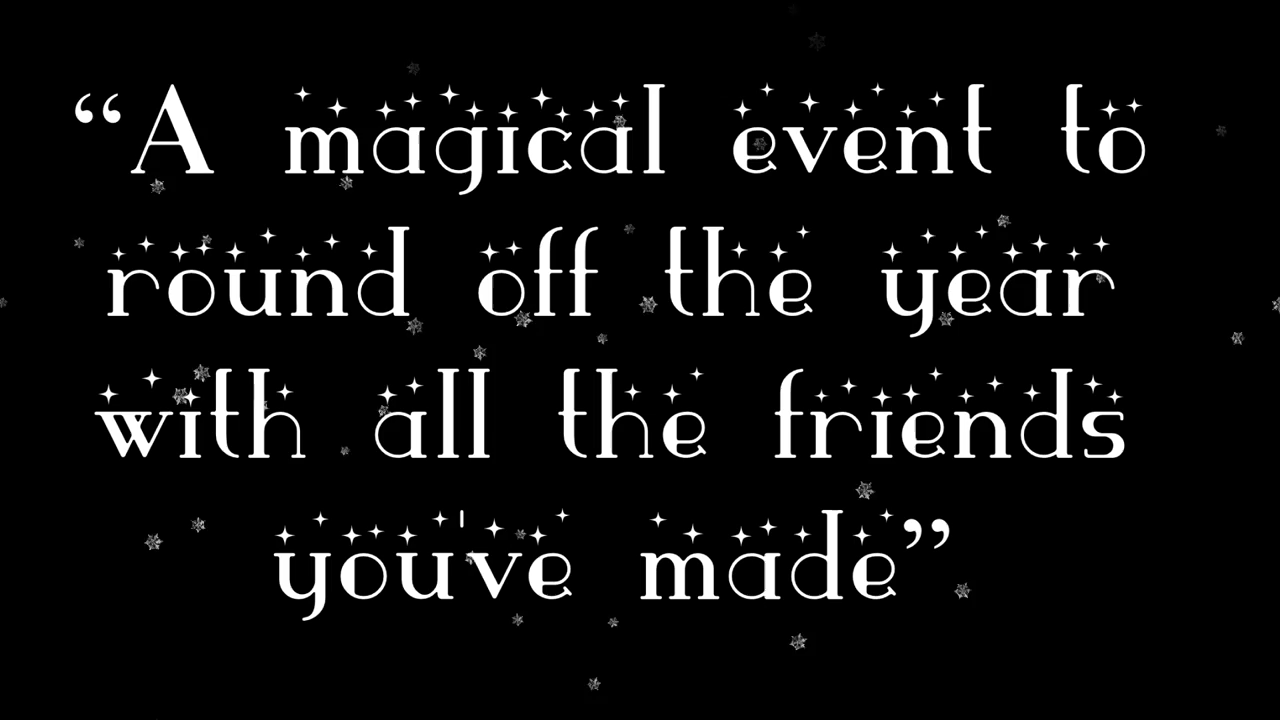 “A magical event to
round off the year
with all the friends
you've made”